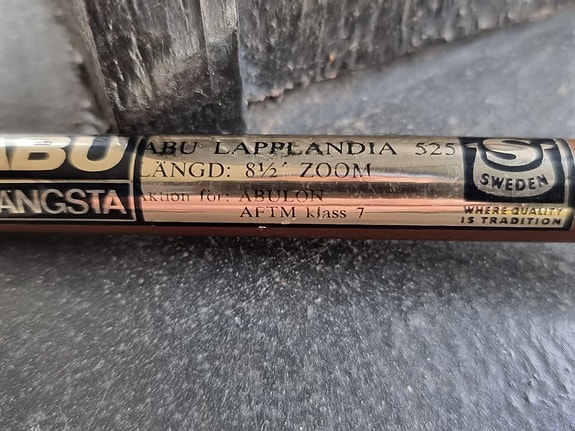 ABU
ANGSTA
ABU LAPPLANDIA 525
LÄNGD: 8½´ ZOOM
Aktion för: ABULON
AFTM klass 7
S
SWEDEN
WHERE QUALITY
IS TRADITION